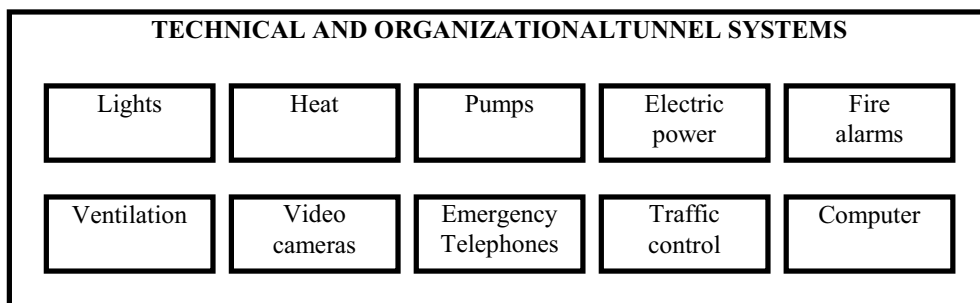 TECHNICAL AND ORGANIZATIONALTUNNEL SYSTEMS
Lights
Heat
Pumps
Electric
power
Fire
alarms
Ventilation
Video
cameras
Emergency
Telephones
Traffic
control
Computer